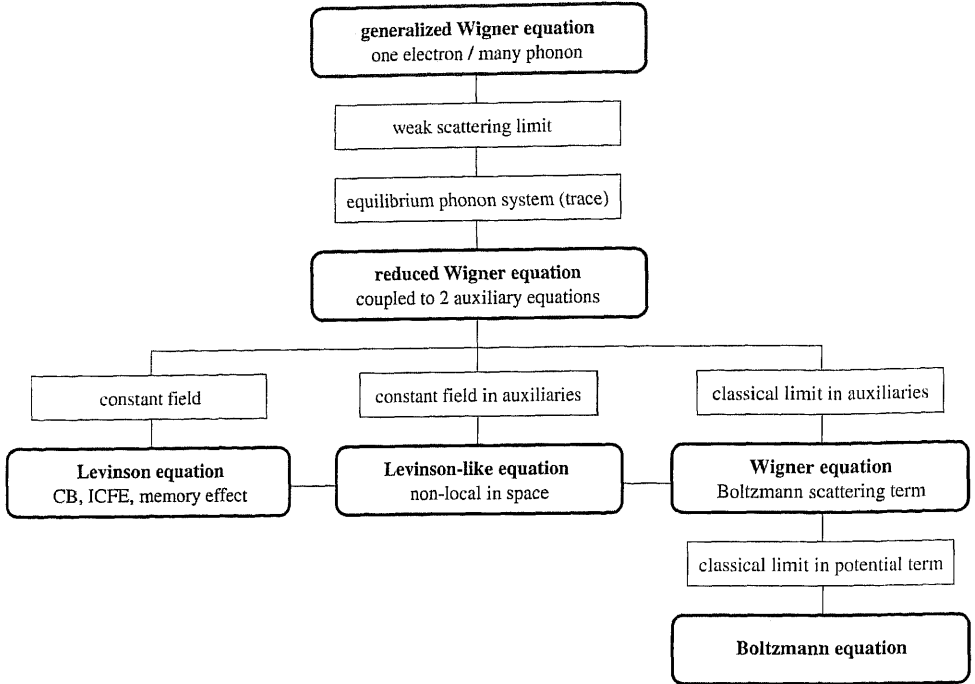 generalized Wigner equation
one electron / many phonon
weak scattering limit
equilibrium phonon system (trace)
reduced Wigner equation
coupled to 2 auxiliary equations
constant field
constant field in auxiliaries
classical limit in auxiliaries
Levinson equation
CB, ICFE, memory effect
Levinson-like equation
non-local in space
Wigner equation
Boltzmann scattering term
classical limit in potential term
Boltzmann equation